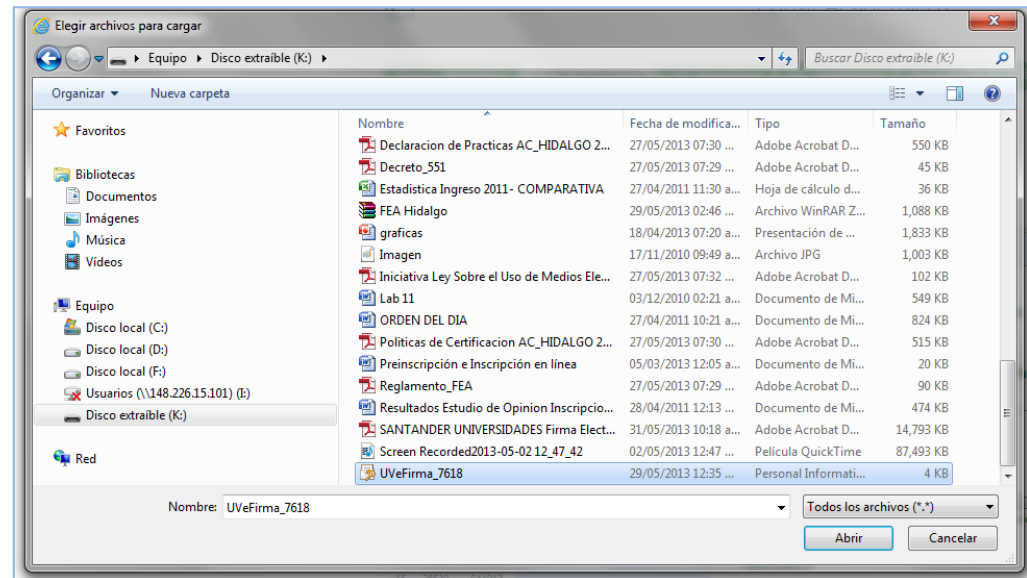 Elegir archivos para cargar
Equipo Disco extraíble (K:)
Buscar Disco extraíble (K:)
Organizar Nueva carpeta
Favoritos
Bibliotecas
Documentos
Imágenes
Música
Vídeos
Equipo
Disco local (C:)
Disco local (D:)
Disco local (F:)
Usuarios (\\148.226.15.101) (I:)
Disco extraíble (K:)
Red
Nombre Fecha de modifica... Tipo Tamaño
Declaracion de Practicas AC_HIDALGO 2... 27/05/2013 07:30 ... Adobe Acrobat D... 550 KB
Decreto_551 27/05/2013 07:29 ... Adobe Acrobat D... 45 KB
Estadistica Ingreso 2011- COMPARATIVA 27/04/2011 11:30 a... Hoja de cálculo d... 36 KB
FEA Hidalgo 29/05/2013 02:46 ... Archivo WinRAR Z... 1,088 KB
graficas 18/04/2013 07:20 a... Presentación de ... 1,833 KB
Imagen 17/11/2010 09:49 a... Archivo JPG 1,003 KB
Iniciativa Ley Sobre el Uso de Medios Ele... 27/05/2013 07:32 ... Adobe Acrobat D... 102 KB
Lab 11 03/12/2010 02:21 a... Documento de Mi... 549 KB
ORDEN DEL DIA 27/04/2011 10:21 a... Documento de Mi... 824 KB
Politicas de Certificacion AC_HIDALGO 2... 27/05/2013 07:30 ... Adobe Acrobat D... 515 KB
Preinscripción e Inscripción en línea 05/03/2013 12:05 a... Documento de Mi... 20 KB
Reglamento_FEA 27/05/2013 07:29 ... Adobe Acrobat D... 90 KB
Resultados Estudio de Opinion Inscripcio... 28/04/2011 12:13 ... Documento de Mi... 474 KB
SANTANDER UNIVERSIDADES Firma Elect... 31/05/2013 10:18 a... Adobe Acrobat D... 14,793 KB
Screen Recorded2013-05-02 12_47_42 02/05/2013 12:47 ... Película QuickTime 87,493 KB
UVeFirma_7618 29/05/2013 12:35 ... Personal Informati... 4 KB
Nombre: UVeFirma_7618 Todos los archivos (*.*)
Abrir Cancelar